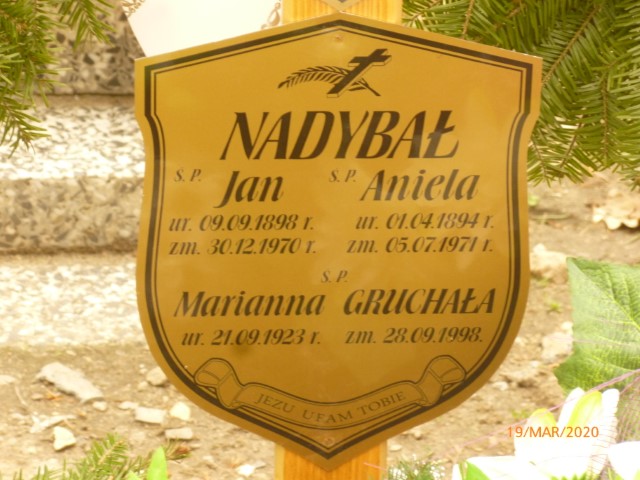 NADYBAŁ
Ś. P. Jan Ś. P. Aniela
ur. 09.09.1898 r. ur. 01.04.1894 r.
zm. 30.12.1970 r. zm. 05.07.1971 r.
Ś. P.
Marianna GRUCHAŁA
ur. 21.09.1923 r. zm. 28.09.1998.
JEZU UFAM TOBIE
19/MAR/2020